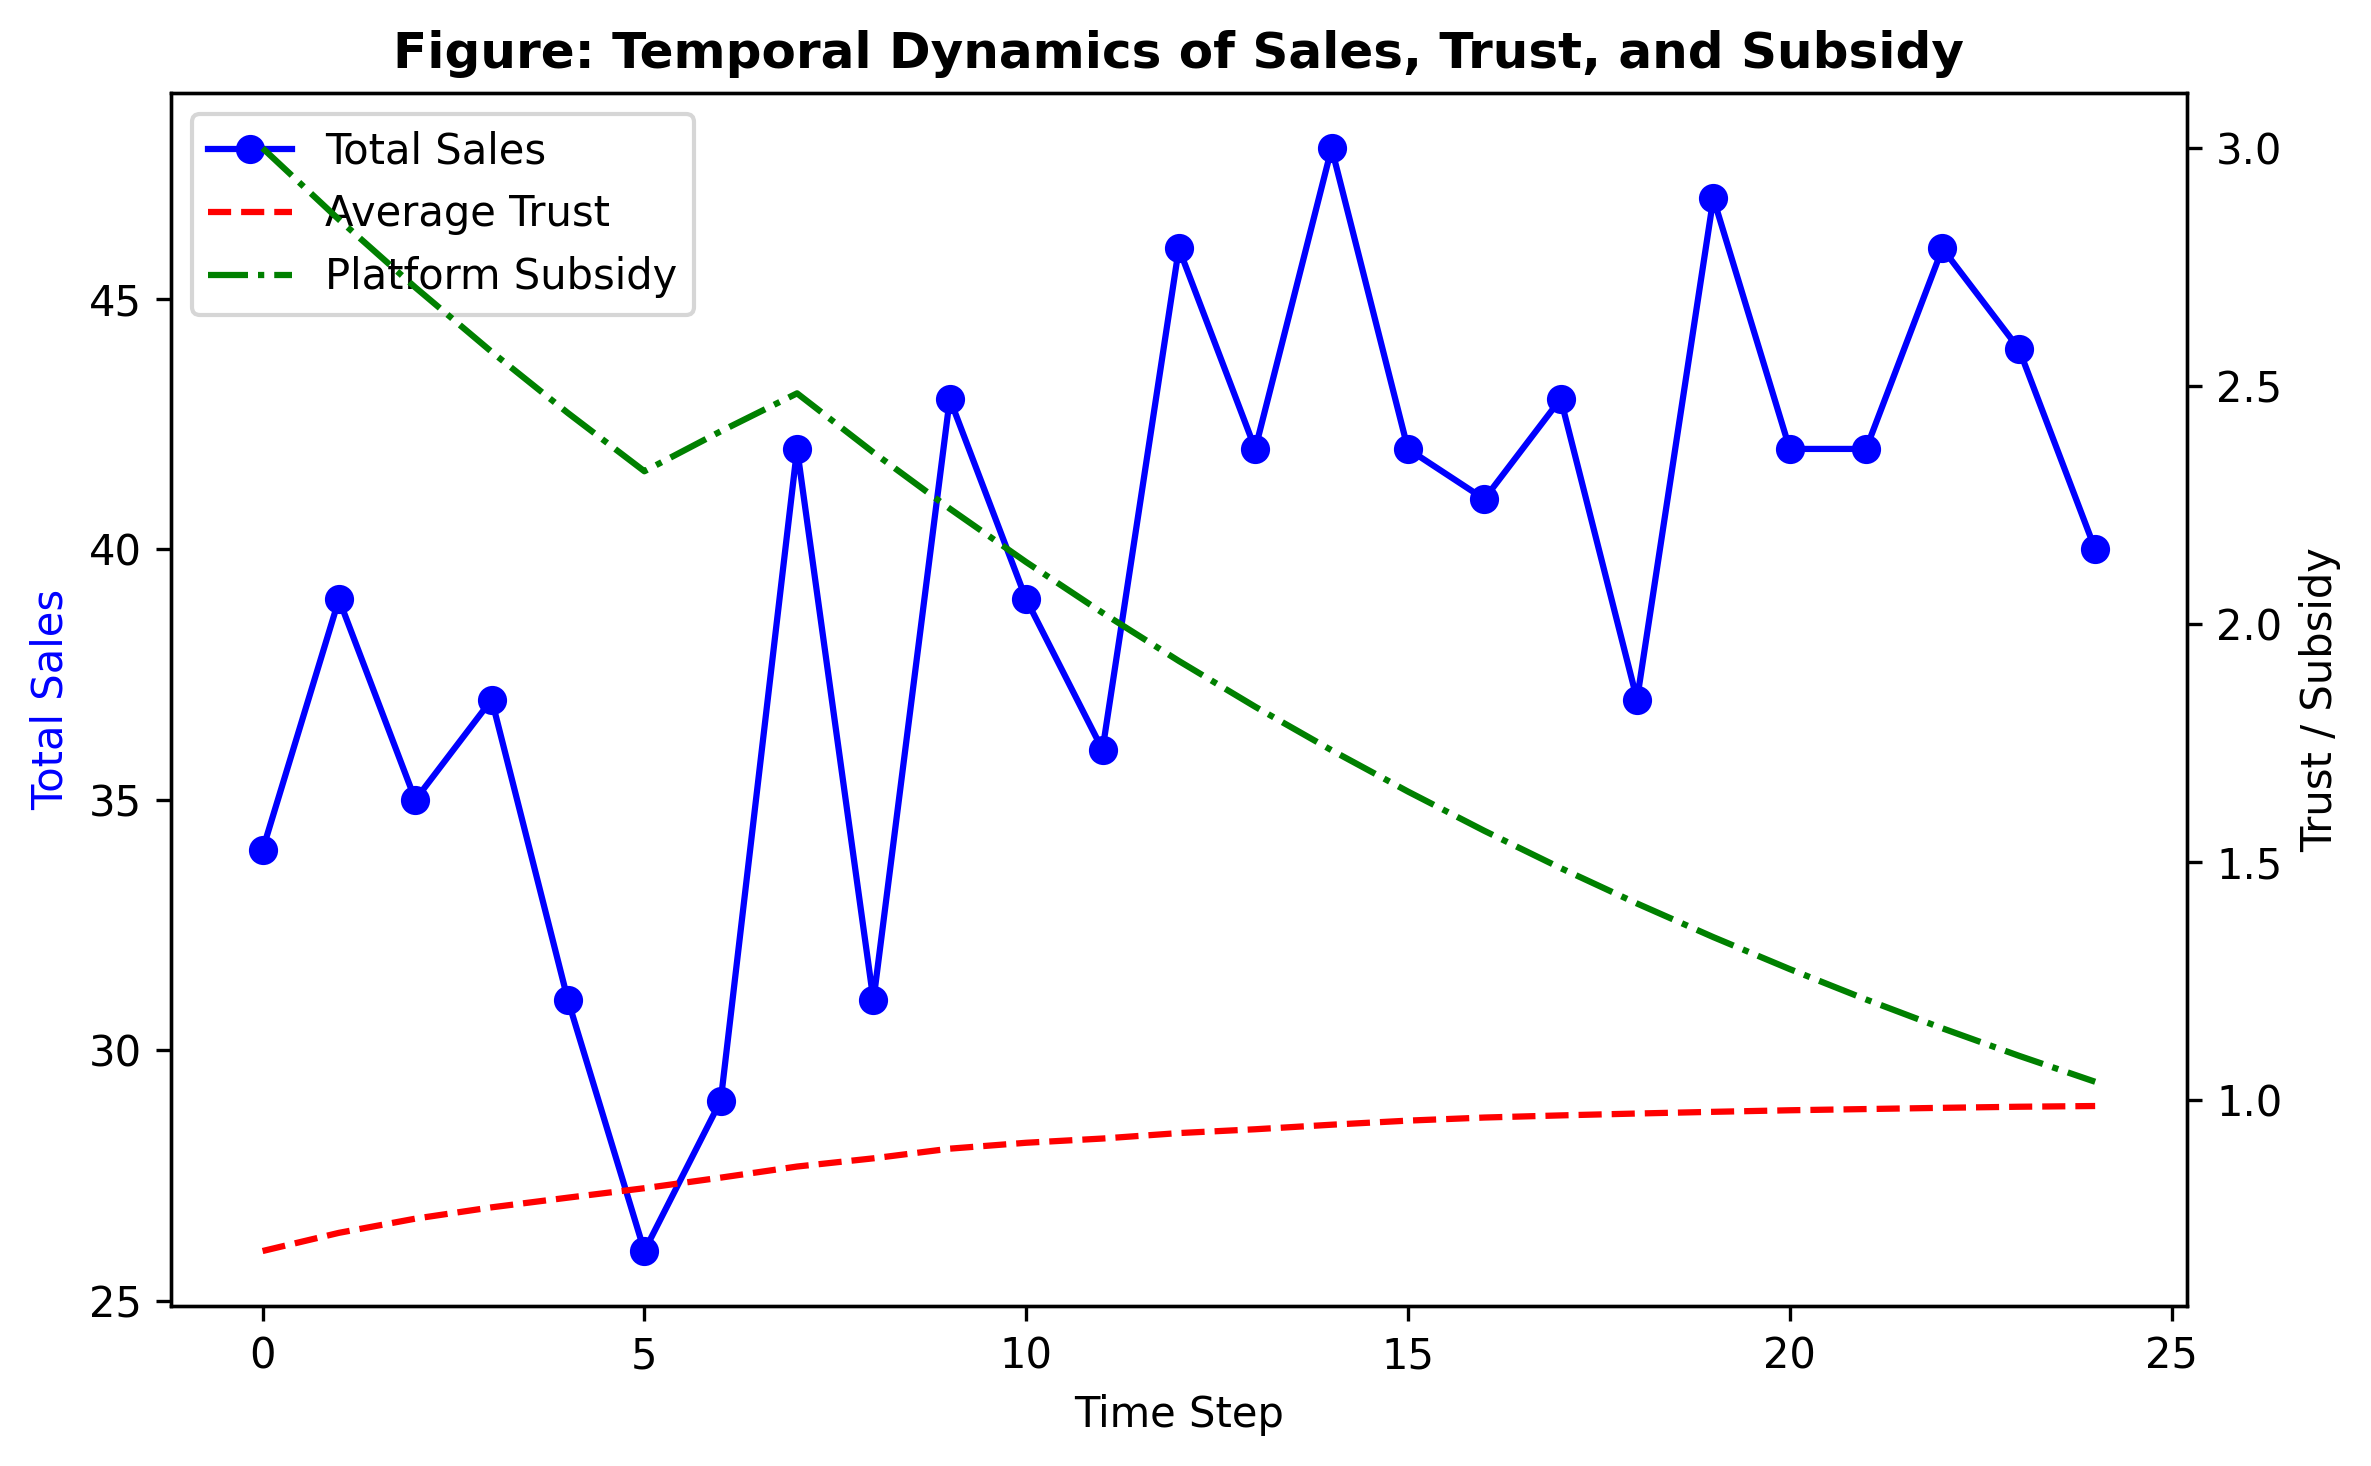 Figure: Temporal Dynamics of Sales, Trust, and Subsidy
Total Sales
Average Trust
Platform Subsidy
45
40
35
30
25
Total Sales
3.0
2.5
2.0
1.5
1.0
Trust / Subsidy
0 5 10 15 20 25
Time Step